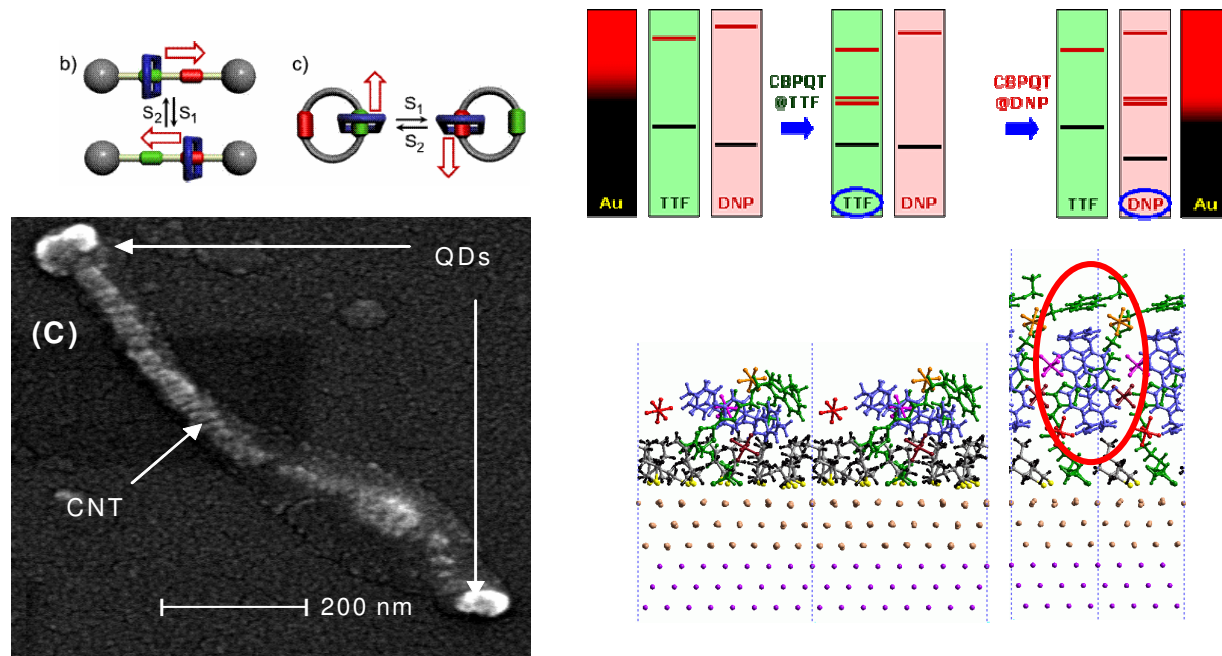 b)
S₂
S₁
c)
S₁
S₂
Au
TTF
DNP
CBPQT
@TTF
TTF
DNP
CBPQT
@DNP
TTF
DNP
Au
QDs
(C)
CNT
200 nm